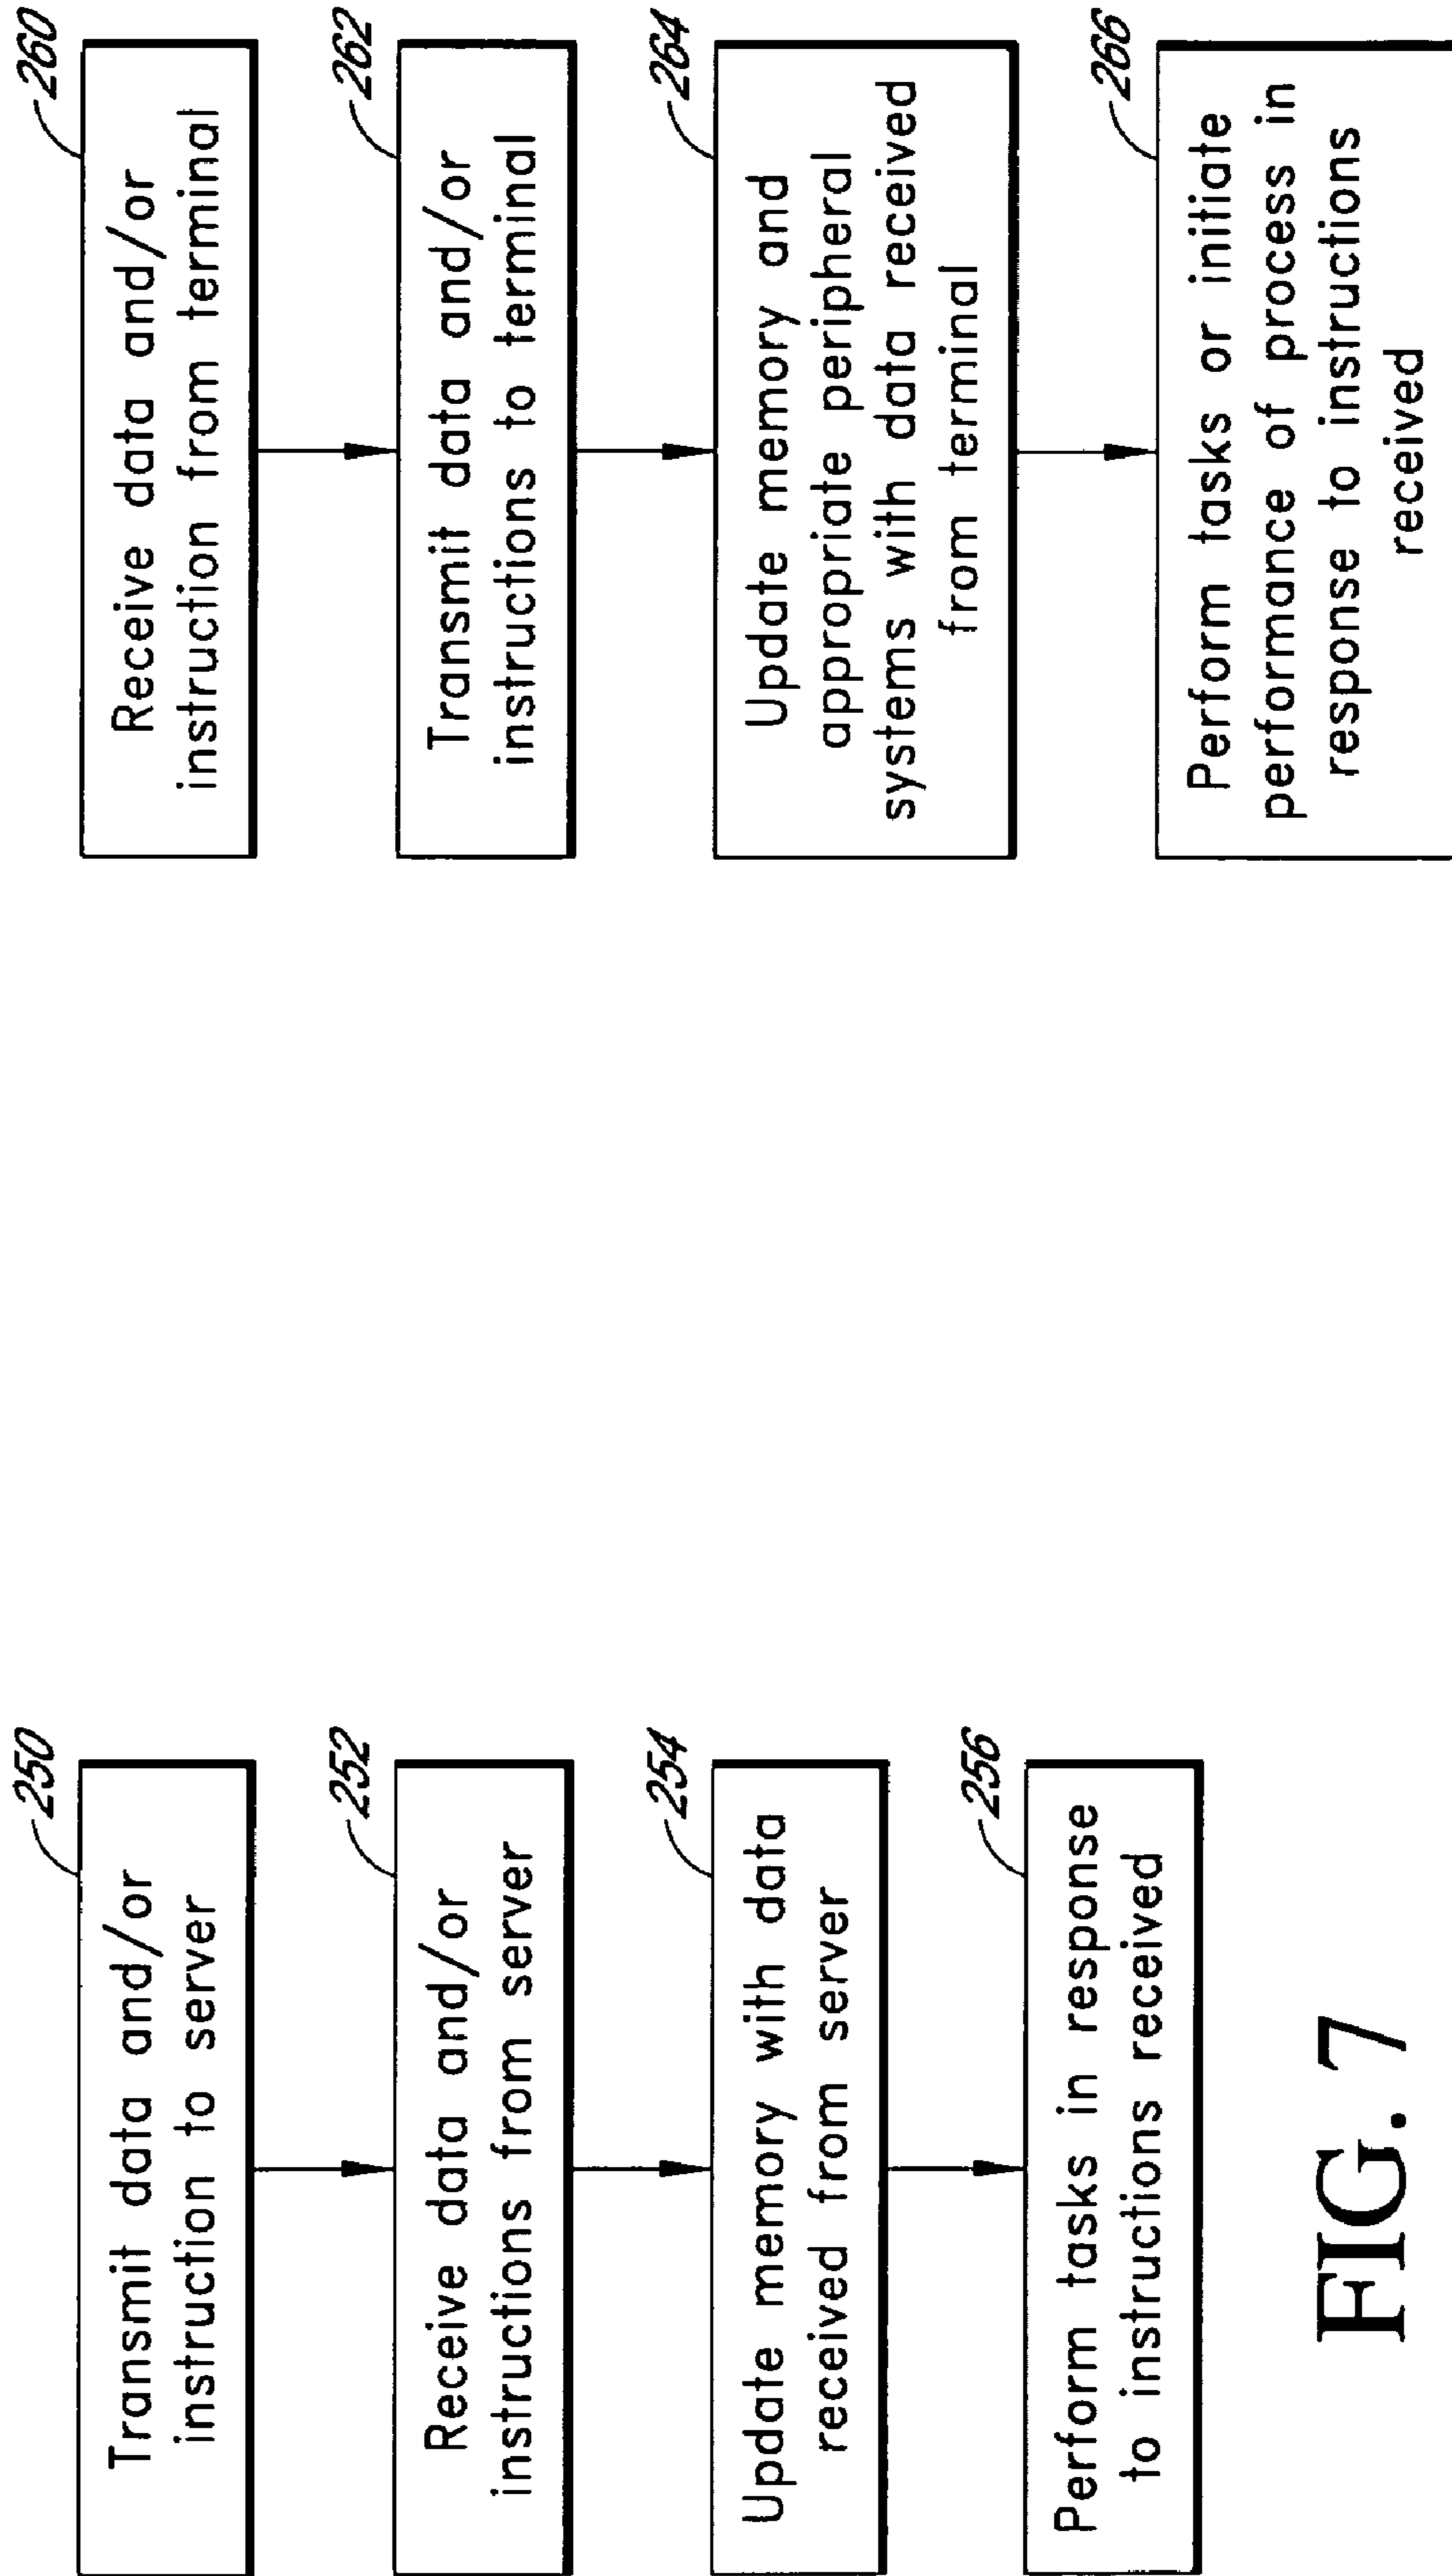 250
Transmit data and/or
instruction to server
252
Receive data and/or
instructions from server
254
Update memory with data
received from server
256
Perform tasks in response
to instructions received
260
Receive data and/or
instruction from terminal
262
Transmit data and/or
instructions to terminal
264
Update memory and
appropriate peripheral
systems with data received
from terminal
266
Perform tasks or initiate
performance of process in
response to instructions
received
FIG. 7